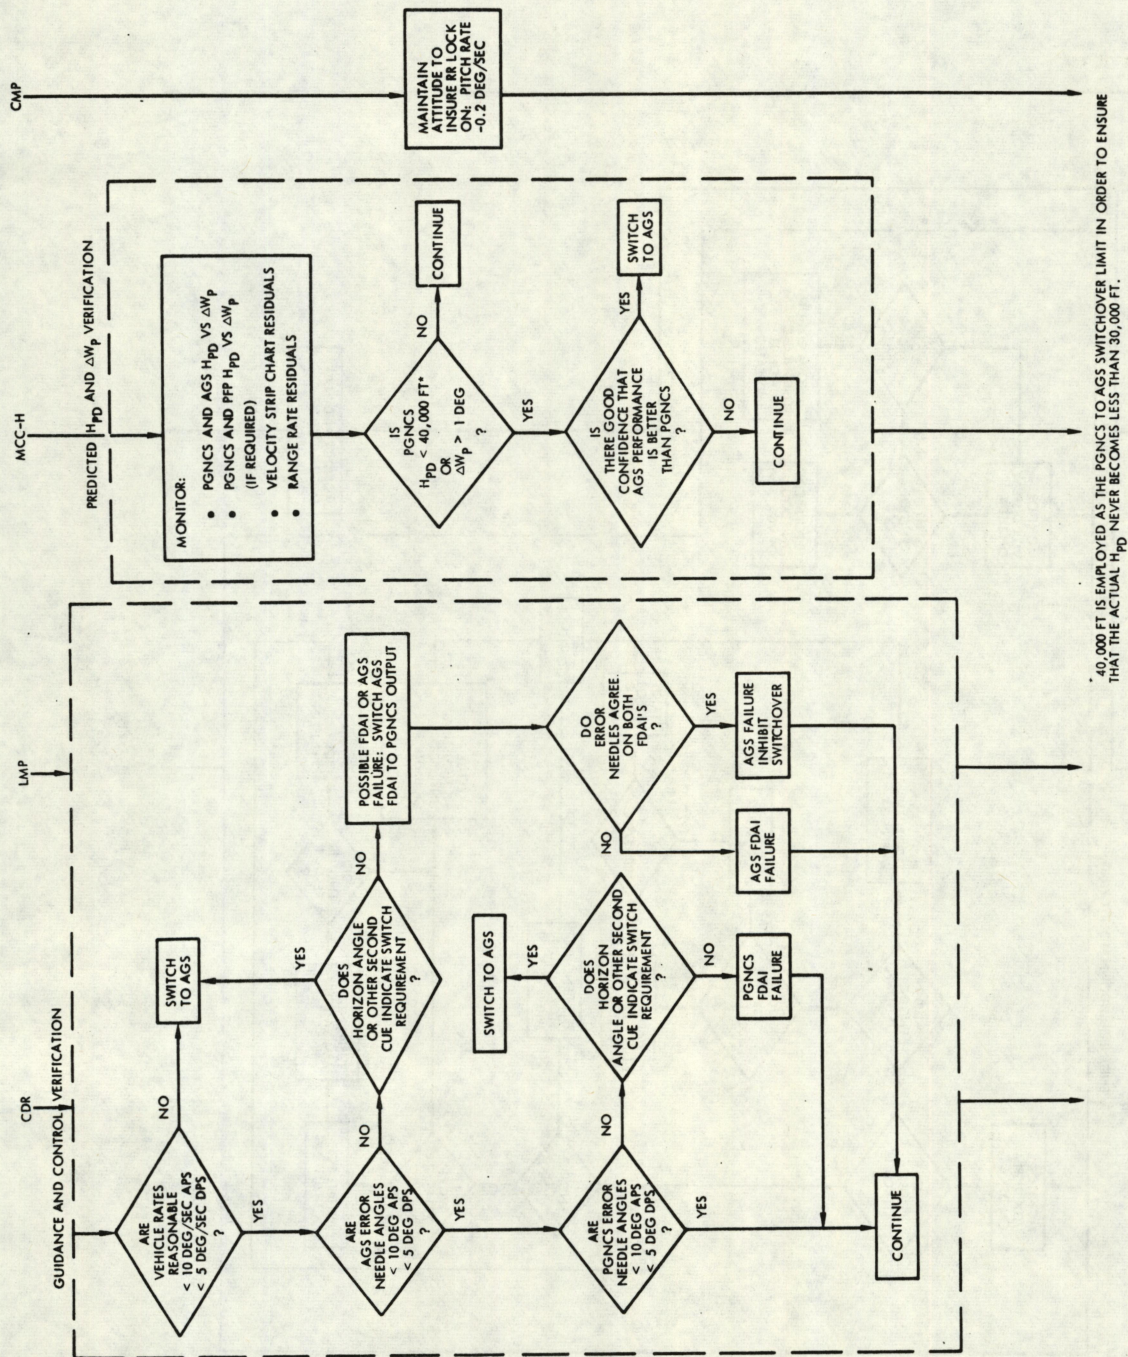 CDR
LMP
GUIDANCE AND CONTROL VERIFICATION
ARE
VEHICLE RATES
REASONABLE
< 10 DEG/SEC APS
< 5 DEG/SEC DPS
?
NO
SWITCH
TO AGS
YES
ARE
AGS ERROR
NEEDLE ANGLES
< 10 DEG APS
< 5 DEG DPS
?
NO
DOES
HORIZON ANGLE
OR OTHER SECOND
CUE INDICATE SWITCH
REQUIREMENT
?
YES
NO
POSSIBLE FDAI OR AGS
FAILURE: SWITCH AGS
FDAI TO PGNCS OUTPUT
YES
ARE
PGNCS ERROR
NEEDLE ANGLES
< 10 DEG APS
< 5 DEG DPS
?
NO
DOES
HORIZON
ANGLE OR OTHER SECOND
CUE INDICATE SWITCH
REQUIREMENT
?
YES
SWITCH TO AGS
NO
PGNCS
FDAI
FAILURE
DO
ERROR
NEEDLES AGREE
ON BOTH
FDAI'S
?
NO
AGS FDAI
FAILURE
YES
AGS FAILURE
INHIBIT
SWITCHOVER
YES
CONTINUE
MCC-H
PREDICTED HPD AND ΔWP VERIFICATION
MONITOR:
• PGNCS AND AGS HPD VS ΔWP
• PGNCS AND PFP HPD VS ΔWP
(IF REQUIRED)
• VELOCITY STRIP CHART RESIDUALS
• RANGE RATE RESIDUALS
IS
PGNCS
HPD < 40,000 FT*
OR
ΔWP > 1 DEG
?
NO
CONTINUE
YES
IS
THERE GOOD
CONFIDENCE THAT
AGS PERFORMANCE
IS BETTER
THAN PGNCS
?
YES
SWITCH
TO AGS
NO
CONTINUE
CMP
MAINTAIN
ATTITUDE TO
INSURE RR LOCK
ON: PITCH RATE
-0.2 DEG/SEC
* 40,000 FT IS EMPLOYED AS THE PGNCS TO AGS SWITCHOVER LIMIT IN ORDER TO ENSURE
THAT THE ACTUAL HPD NEVER BECOMES LESS THAN 30,000 FT.